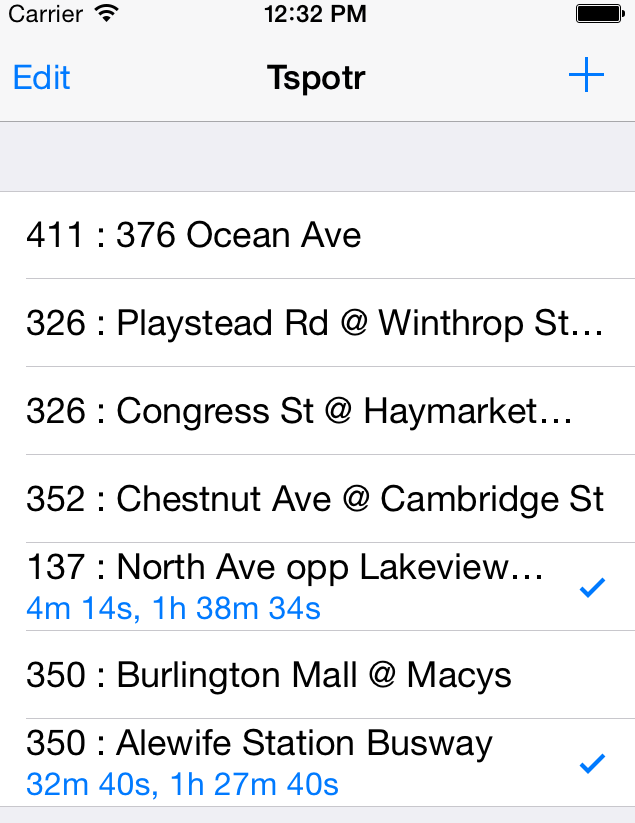 Carrier 12:32 PM
Edit Tspotr +
411 : 376 Ocean Ave
326 : Playstead Rd @ Winthrop St…
326 : Congress St @ Haymarket…
352 : Chestnut Ave @ Cambridge St
137 : North Ave opp Lakeview…
4m 14s, 1h 38m 34s
350 : Burlington Mall @ Macys
350 : Alewife Station Busway
32m 40s, 1h 27m 40s